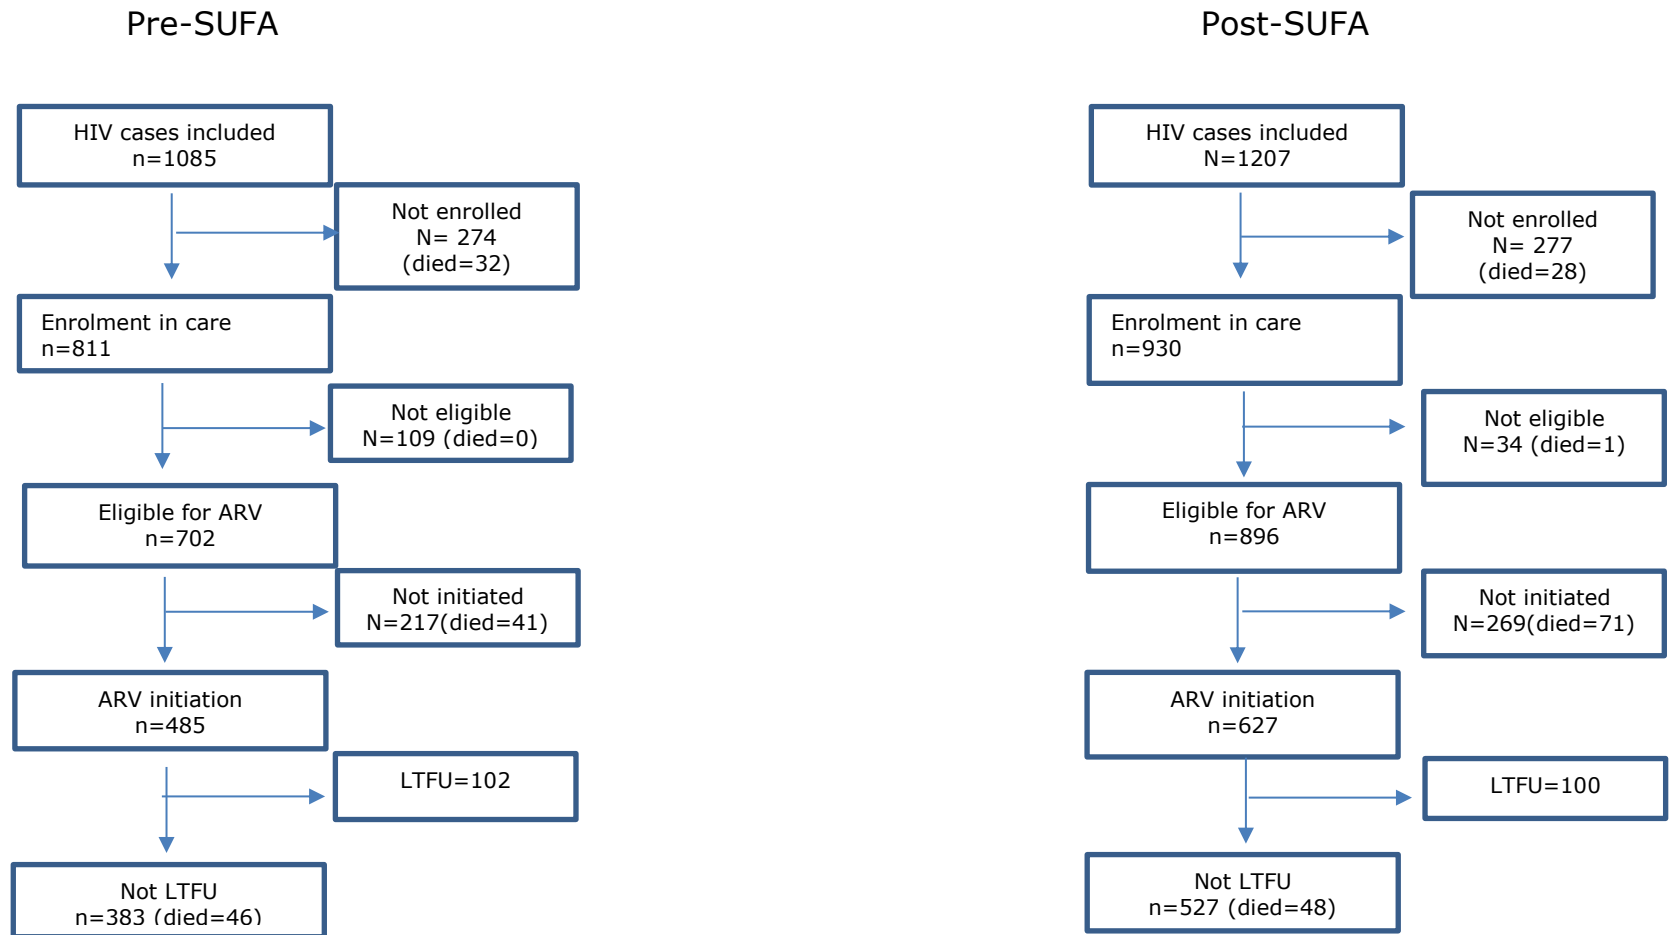 Pre-SUFA
HIV cases included
n=1085
Not enrolled
N= 274
(died=32)
Enrolment in care
n=811
Not eligible
N=109 (died=0)
Eligible for ARV
n=702
Not initiated
N=217(died=41)
ARV initiation
n=485
LTFU=102
Not LTFU
n=383 (died=46)
Post-SUFA
HIV cases included
N=1207
Not enrolled
N= 277
(died=28)
Enrolment in care
n=930
Not eligible
N=34 (died=1)
Eligible for ARV
n=896
Not initiated
N=269(died=71)
ARV initiation
n=627
LTFU=100
Not LTFU
n=527 (died=48)